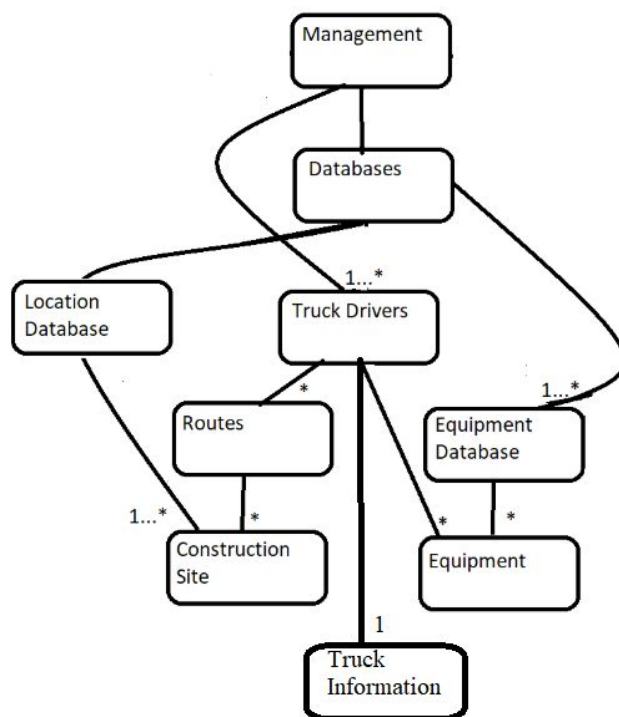 Management
Databases
1...*
Location
Database
Truck Drivers
*
1...*
Routes
Equipment
Database
1...*
*
*
*
Construction
Site
Equipment
1
Truck
Information